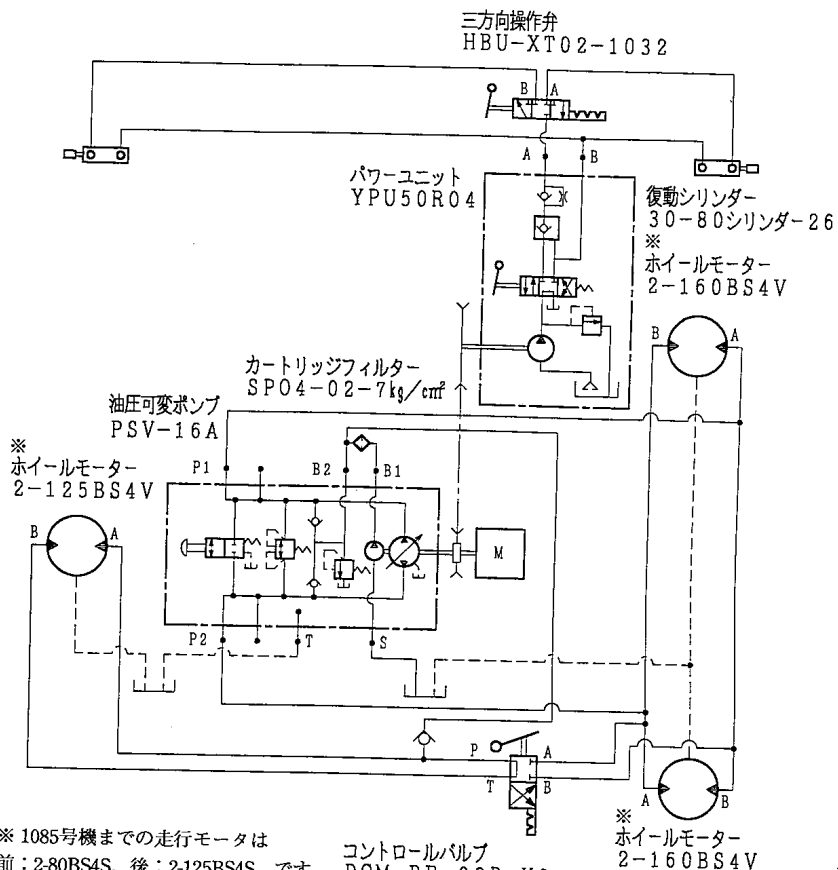 三方向操作弁
HBU-XT02-1032
B A
A B
パワーユニット
YPU50R04
復動シリンダー
30-80シリンダー26
※
ホイールモーター
2-160BS4V
B A
カートリッジフィルター
SP04-02-7kg/cm²
油圧可変ポンプ
PSV-16A
※
ホイールモーター
2-125BS4V
P1 B2 B1
B A
M
P2 T S
P A
T B
A B
※
ホイールモーター
2-160BS4V
※1085号機までの走行モータは
前：2-80BS4S、後：2-125BS4S、です
コントロールバルブ